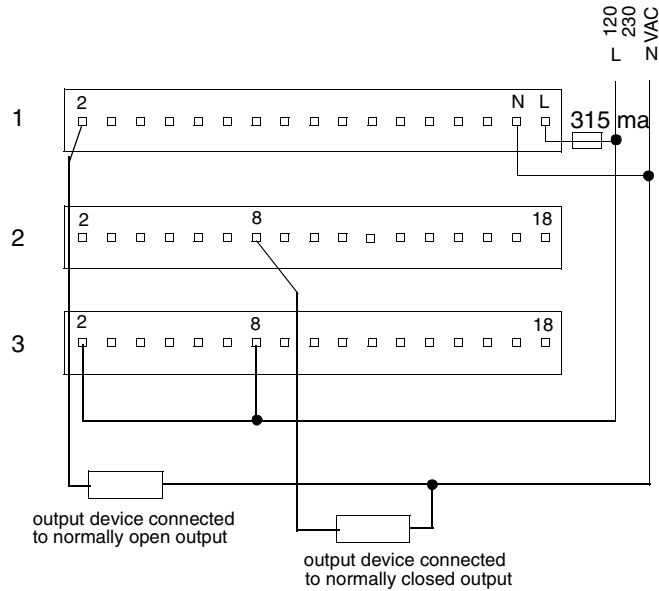 120
230
VAC
L N
1
2 N L
315 ma
2
2 8 18
3
2 8 18
output device connected
to normally open output
output device connected
to normally closed output